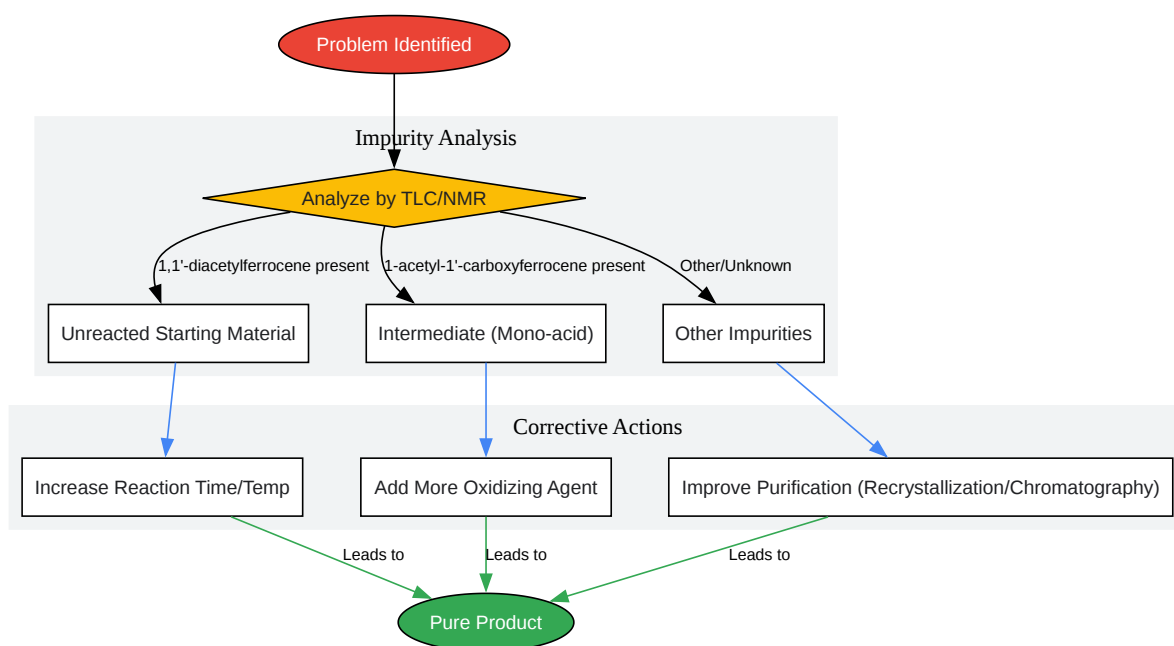 Problem Identified
Impurity Analysis
Analyze by TLC/NMR
1,1'-diacetylferrocene present
1-acetyl-1'-carboxyferrocene present
Other/Unknown
Unreacted Starting Material
Intermediate (Mono-acid)
Other Impurities
Corrective Actions
Increase Reaction Time/Temp
Add More Oxidizing Agent
Improve Purification (Recrystallization/Chromatography)
Leads to
Leads to
Leads to
Pure Product